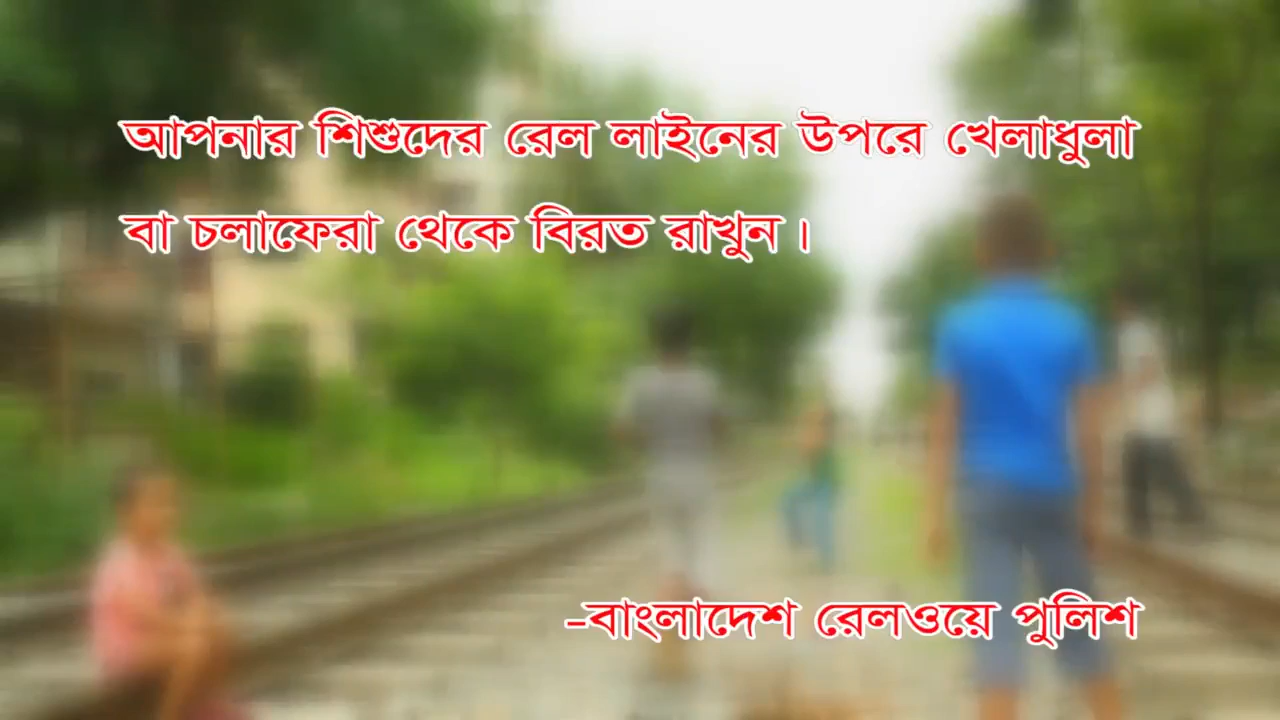 আপনার শিশুদের রেল লাইনের উপরে খেলাধুলা
বা চলাফেরা থেকে বিরত রাখুন।
-বাংলাদেশ রেলওয়ে পুলিশ